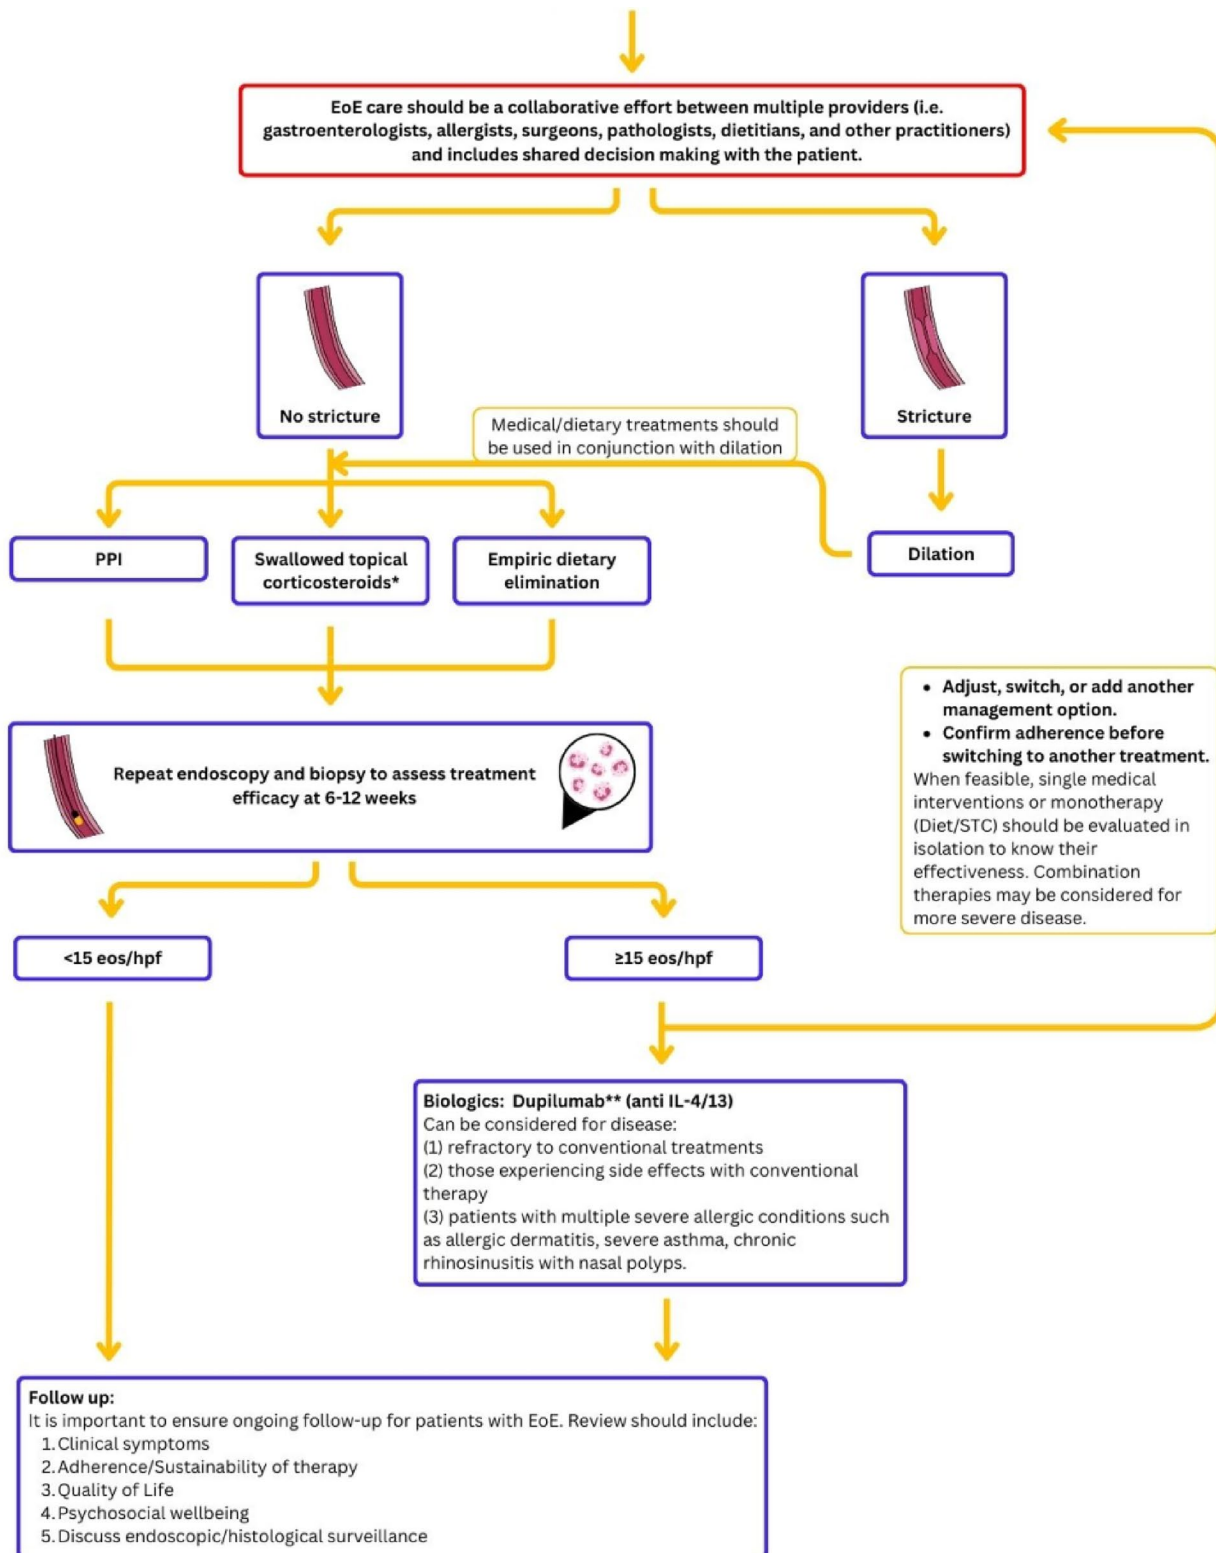 EoE care should be a collaborative effort between multiple providers (i.e.
gastroenterologists, allergists, surgeons, pathologists, dietitians, and other practitioners)
and includes shared decision making with the patient.
No stricture
Stricture
Medical/dietary treatments should
be used in conjunction with dilation
PPI
Swallowed topical
corticosteroids*
Empiric dietary
elimination
Dilation
• Adjust, switch, or add another
management option.
• Confirm adherence before
switching to another treatment.
When feasible, single medical
interventions or monotherapy
(Diet/STC) should be evaluated in
isolation to know their
effectiveness. Combination
therapies may be considered for
more severe disease.
Repeat endoscopy and biopsy to assess treatment
efficacy at 6-12 weeks
<15 eos/hpf
≥15 eos/hpf
Biologics: Dupilumab** (anti IL-4/13)
Can be considered for disease:
(1) refractory to conventional treatments
(2) those experiencing side effects with conventional
therapy
(3) patients with multiple severe allergic conditions such
as allergic dermatitis, severe asthma, chronic
rhinosinusitis with nasal polyps.
Follow up:
It is important to ensure ongoing follow-up for patients with EoE. Review should include:
1. Clinical symptoms
2. Adherence/Sustainability of therapy
3. Quality of Life
4. Psychosocial wellbeing
5. Discuss endoscopic/histological surveillance